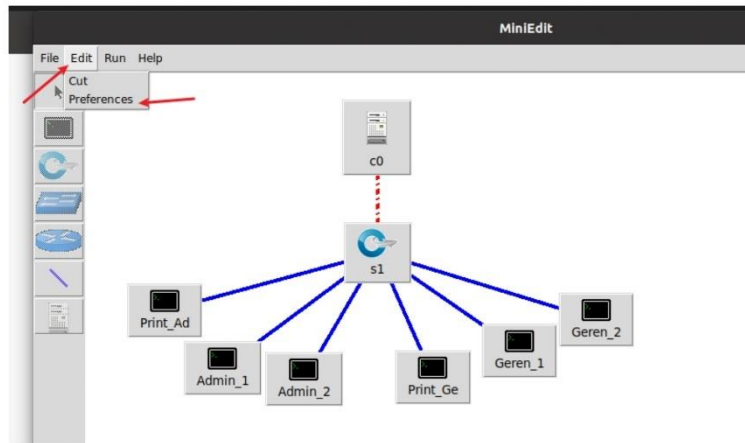 MiniEdit
File Edit Run Help
Cut
Preferences
c0
s1
Print_Ad
Geren_2
Admin_1
Admin_2
Print_Ge
Geren_1